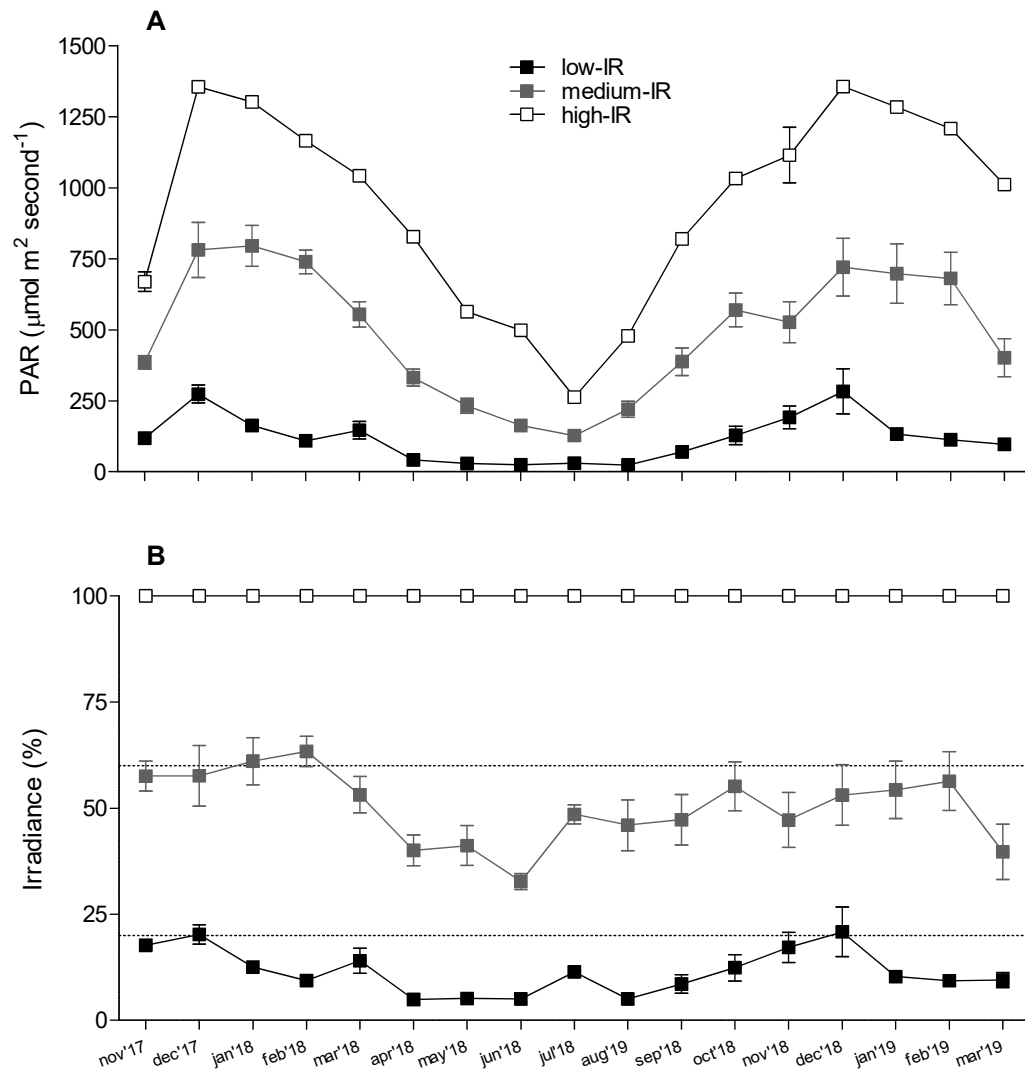 A
1500
1250
1000
750
500
250
0
PAR (μmol m² second⁻¹)
low-IR
medium-IR
high-IR
B
100
75
50
25
0
Irradiance (%)
nov'17
dec'17
jan'18
feb'18
mar'18
apr'18
may'18
jun'18
jul'18
aug'19
sep'18
oct'18
nov'18
dec'18
jan'19
feb'19
mar'19